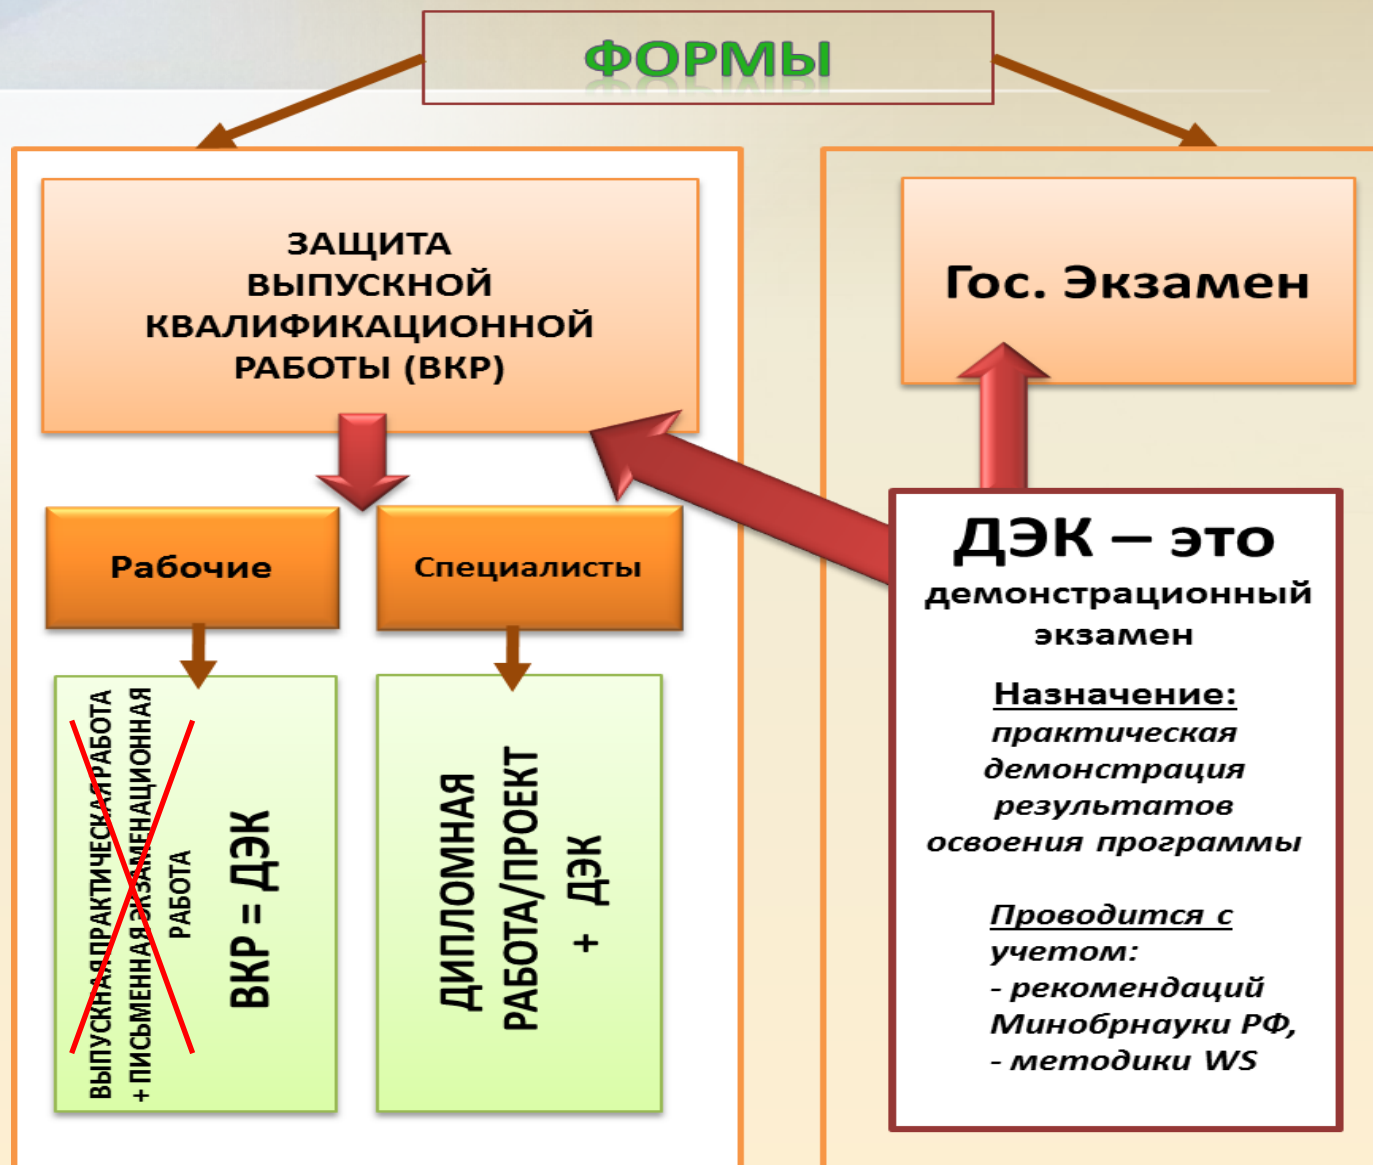 ФОРМЫ
ЗАЩИТА
ВЫПУСКНОЙ
КВАЛИФИКАЦИОННОЙ
РАБОТЫ (ВКР)
Рабочие
Специалисты
ВЫПУСКНАЯ ПРАКТИЧЕСКАЯ РАБОТА
+ ПИСЬМЕННАЯ ЭКЗАМЕНАЦИОННАЯ
РАБОТА
ВКР = ДЭК
ДИПЛОМНАЯ
РАБОТА/ПРОЕКТ
+ ДЭК
Гос. Экзамен
ДЭК – это
демонстрационный
экзамен
Назначение:
практическая
демонстрация
результатов
освоения программы
Проводится с
учетом:
- рекомендаций
Минобрнауки РФ,
- методики WS